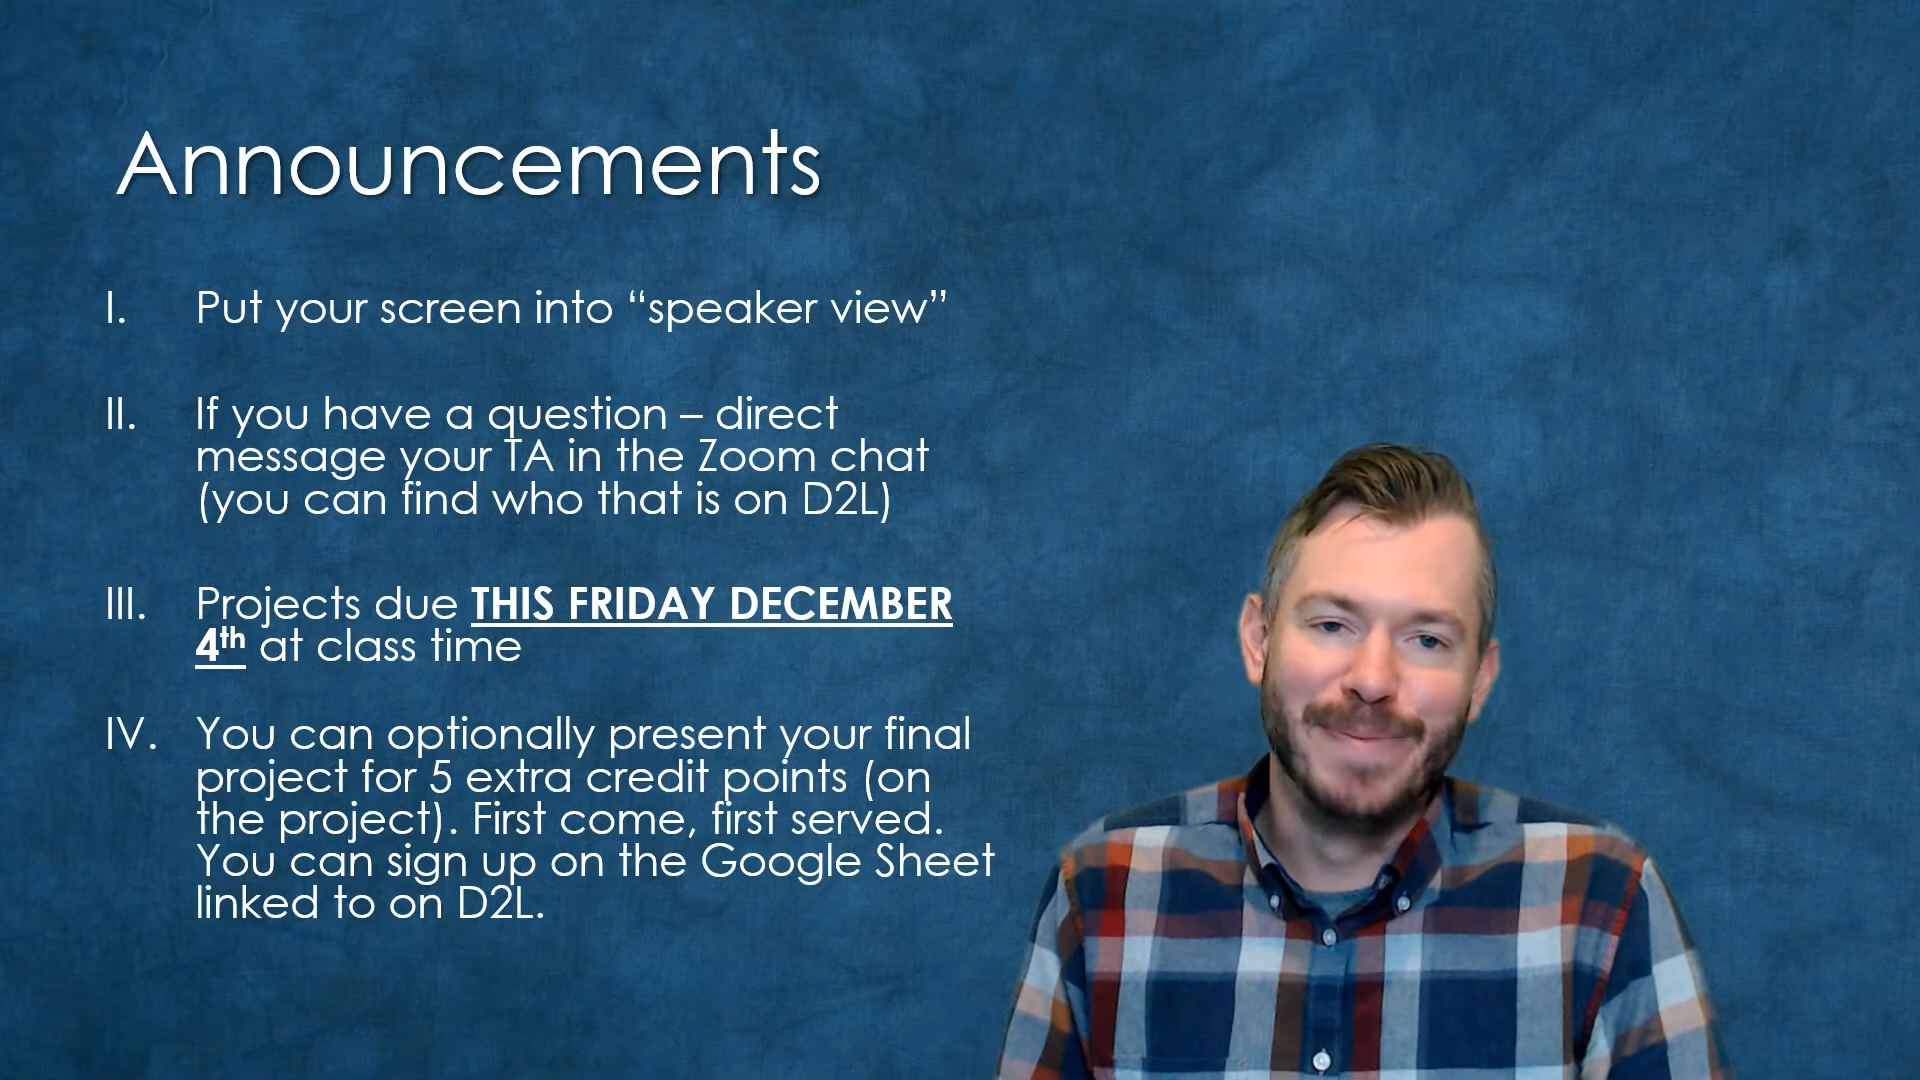 Announcements
I. Put your screen into “speaker view”
II. If you have a question – direct
message your TA in the Zoom chat
(you can find who that is on D2L)
III. Projects due THIS FRIDAY DECEMBER
4th at class time
IV. You can optionally present your final
project for 5 extra credit points (on
the project). First come, first served.
You can sign up on the Google Sheet
linked to on D2L.